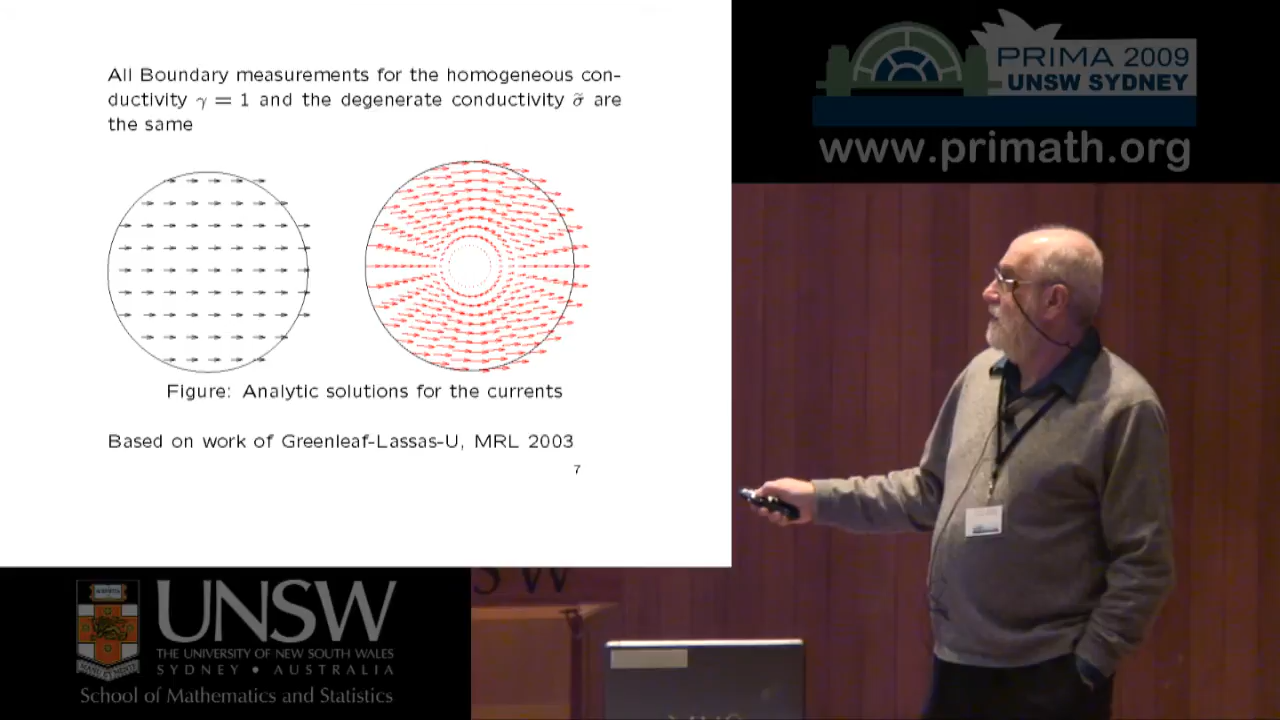 All Boundary measurements for the homogeneous con-
ductivity γ = 1 and the degenerate conductivity σ̃ are
the same
Figure: Analytic solutions for the currents
Based on work of Greenleaf-Lassas-U, MRL 2003
7
PRIMA 2009
UNSW SYDNEY
www.primath.org
SW
UNSW
THE UNIVERSITY OF NEW SOUTH WALES
SYDNEY • AUSTRALIA
School of Mathematics and Statistics